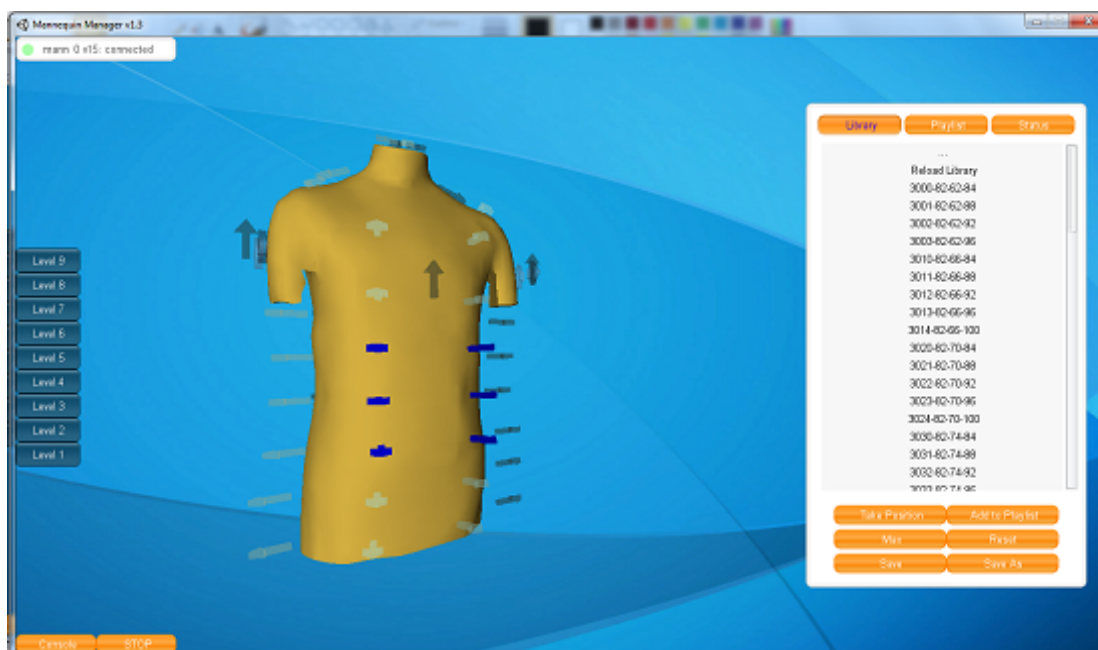 Mannequin Manager v1.3
mann 0 v15: connected
Library Playlist Status
...
Reload Library
3000-82-62-84
3001-82-62-88
3002-82-62-92
3003-82-62-96
3010-82-66-84
3011-82-66-88
3012-82-66-92
3013-82-66-96
3014-82-66-100
3020-82-70-84
3021-82-70-88
3022-82-70-92
3023-82-70-96
3024-82-70-100
3030-82-74-84
3031-82-74-88
3032-82-74-92
3033-82-74-96
Take Position Add to Playlist
Max Reset
Save Save As
Level 9
Level 8
Level 7
Level 6
Level 5
Level 4
Level 3
Level 2
Level 1
Console STOP